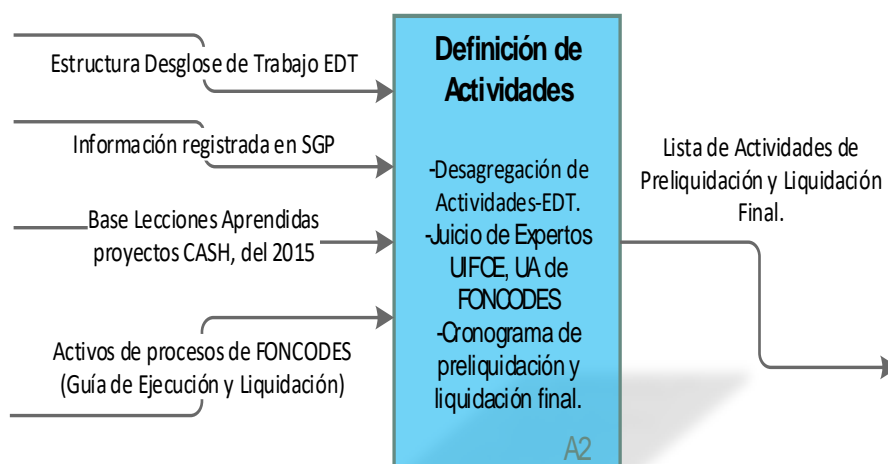 Estructura Desglose de Trabajo EDT
Información registrada en SGP
Base Lecciones Aprendidas
proyectos CASH, del 2015
Activos de procesos de FONCODES
(Guía de Ejecución y Liquidación)
Definición de
Actividades
-Desagregación de
Actividades-EDT.
-Juicio de Expertos
UIFOE, UA de
FONCODES
-Cronograma de
preliquidación y
liquidación final.
A2
Lista de Actividades de
Preliquidación y Liquidación
Final.